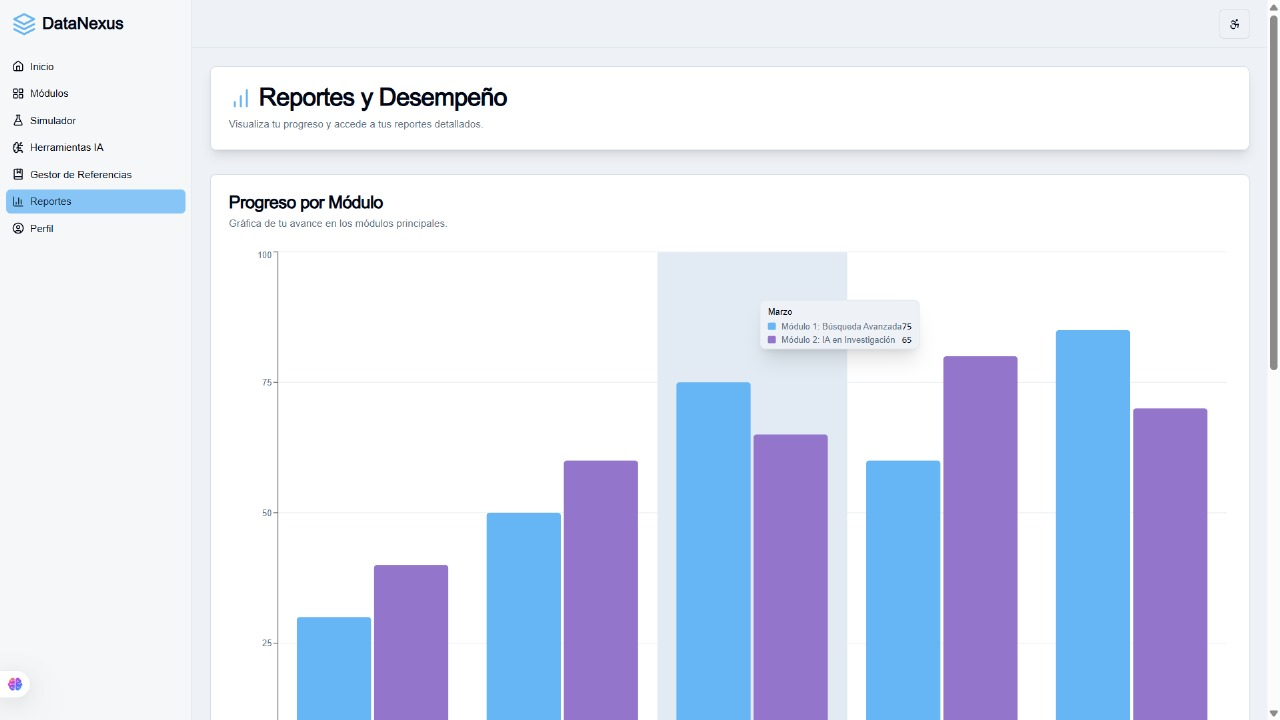 DataNexus
Inicio
Módulos
Simulador
Herramientas IA
Gestor de Referencias
Reportes
Perfil
Reportes y Desempeño
Visualiza tu progreso y accede a tus reportes detallados.
Progreso por Módulo
Gráfica de tu avance en los módulos principales.
100
75
50
25
Marzo
Módulo 1: Búsqueda Avanzada75
Módulo 2: IA en Investigación 65